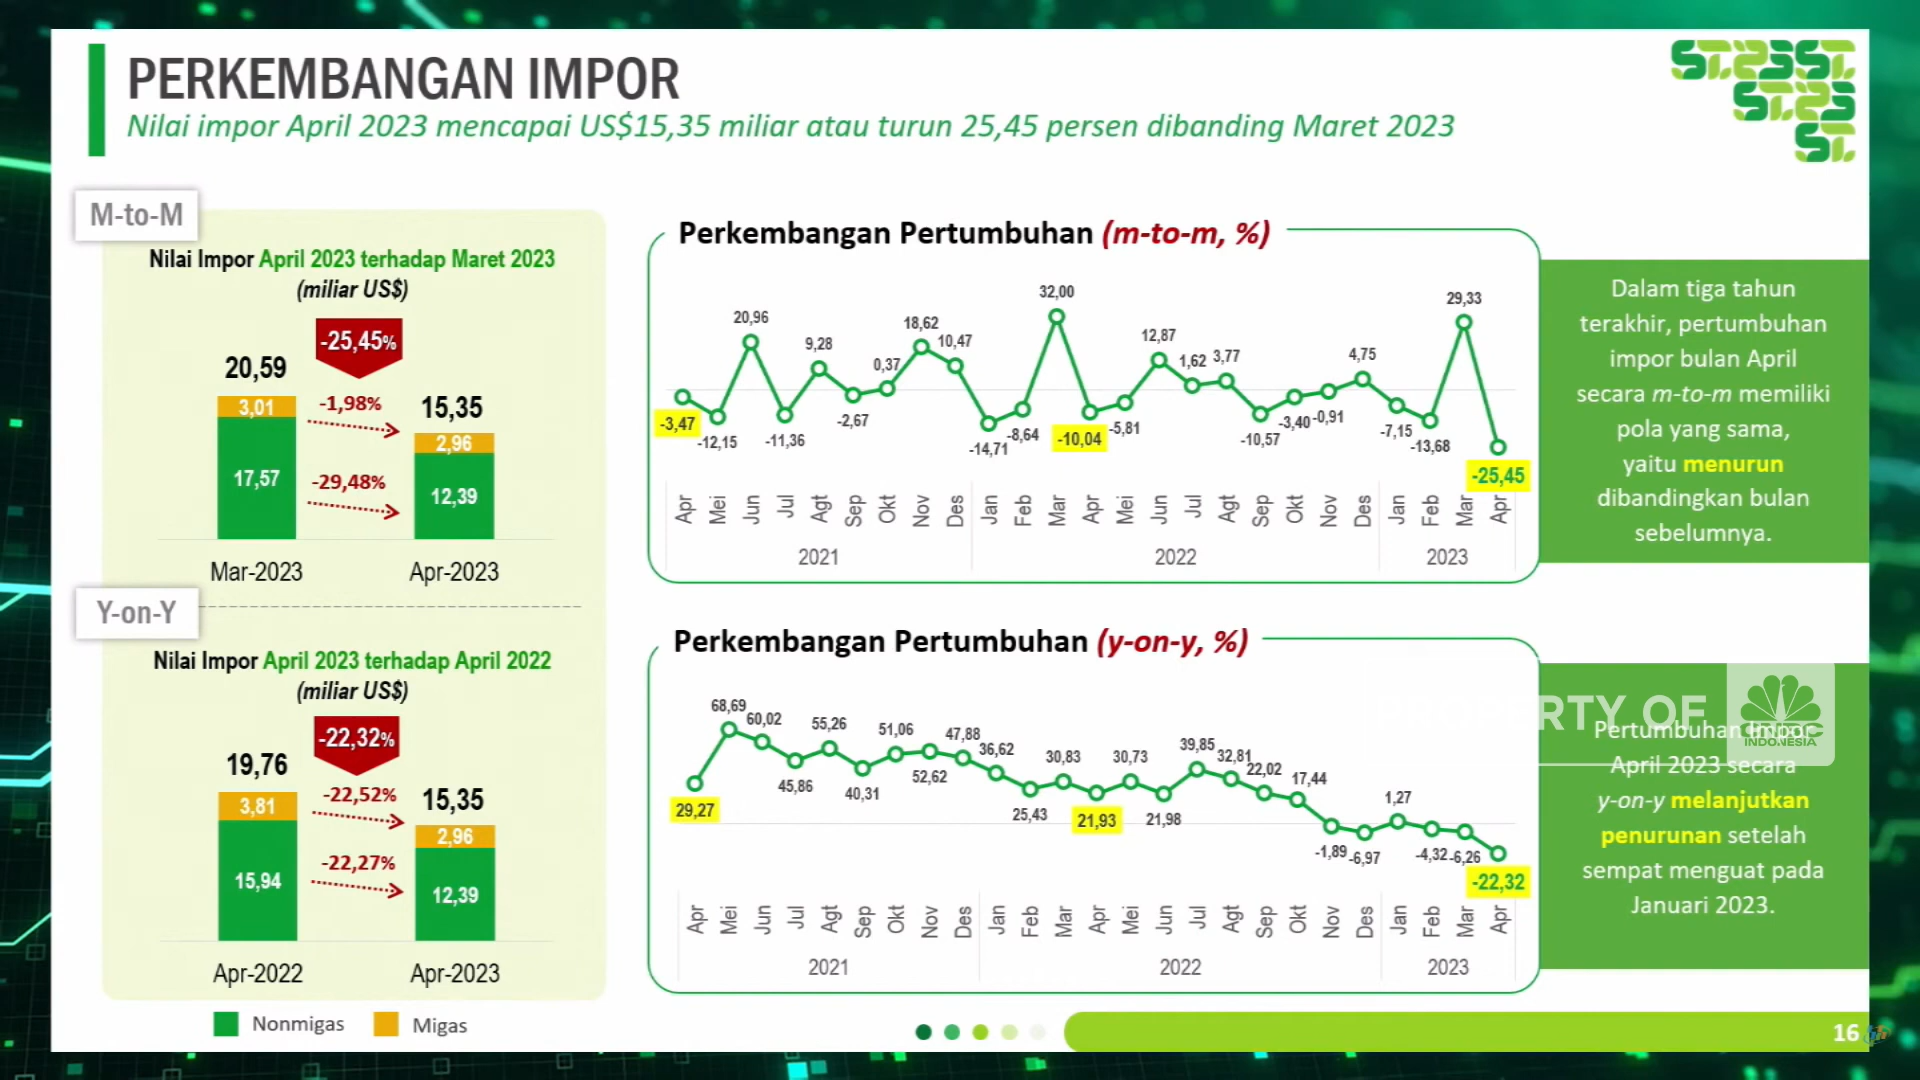 PERKEMBANGAN IMPOR
Nilai impor April 2023 mencapai US$15,35 miliar atau turun 25,45 persen dibanding Maret 2023
M-to-M
Nilai Impor April 2023 terhadap Maret 2023
(miliar US$)
-25,45%
20,59
3,01
-1,98%
15,35
2,96
17,57
-29,48%
12,39
Mar-2023
Apr-2023
Y-on-Y
Nilai Impor April 2023 terhadap April 2022
(miliar US$)
-22,32%
19,76
3,81
-22,52%
15,35
2,96
15,94
-22,27%
12,39
Apr-2022
Apr-2023
Nonmigas
Migas
Perkembangan Pertumbuhan (m-to-m, %)
-3,47
-12,15
20,96
-11,36
9,28
-2,67
0,37
18,62
10,47
-14,71
-8,64
32,00
-10,04
-5,81
12,87
1,62
3,77
-10,57
-3,40
-0,91
4,75
-7,15
-13,68
29,33
-25,45
Apr Mei Jun Jul Agt Sep Okt Nov Des Jan Feb Mar Apr Mei Jun Jul Agt Sep Okt Nov Des Jan Feb Mar Apr
2021 2022 2023
Dalam tiga tahun
terakhir, pertumbuhan
impor bulan April
secara m-to-m memiliki
pola yang sama,
yaitu menurun
dibandingkan bulan
sebelumnya.
Perkembangan Pertumbuhan (y-on-y, %)
29,27
68,69
60,02
45,86
55,26
40,31
51,06
52,62
47,88
36,62
25,43
30,83
21,93
30,73
21,98
39,85
32,81
22,02
17,44
-1,89
-6,97
1,27
-4,32
-6,26
-22,32
Apr Mei Jun Jul Agt Sep Okt Nov Des Jan Feb Mar Apr Mei Jun Jul Agt Sep Okt Nov Des Jan Feb Mar Apr
2021 2022 2023
PROPERTY OF
CNBC
INDONESIA
Pertumbuhan Impor
April 2023 secara
y-on-y melanjutkan
penurunan setelah
sempat menguat pada
Januari 2023.
16